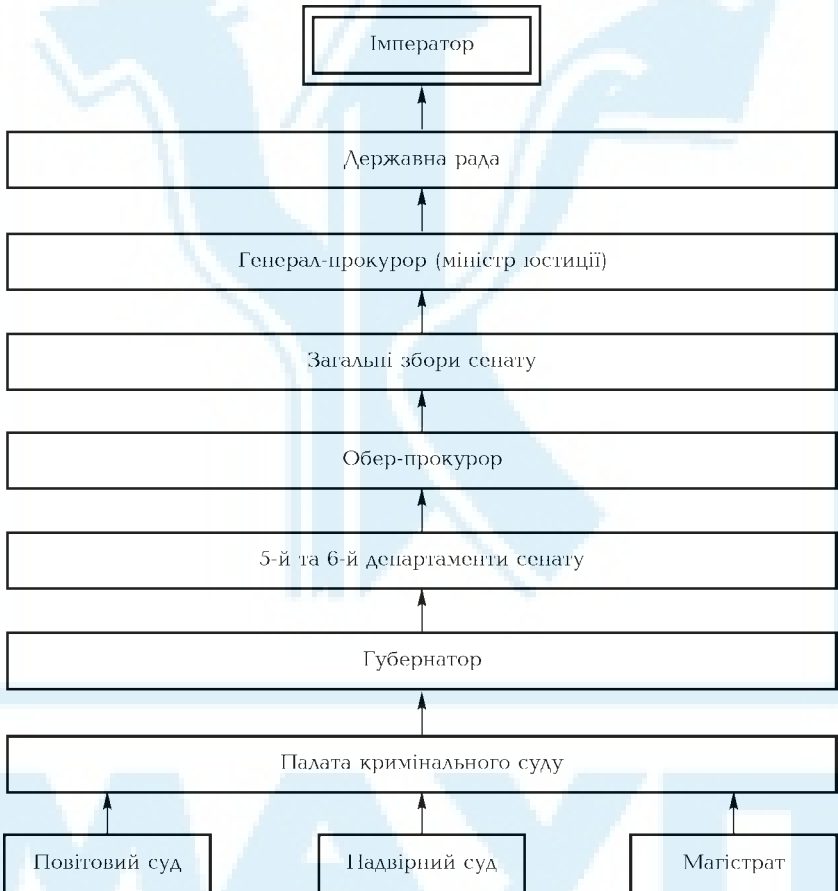 Імператор
Державна рада
Генерал-прокурор (міністр юстиції)
Загальні збори сенату
Обер-прокурор
5-й та 6-й департаменти сенату
Губернатор
Палата кримінального суду
Повітовий суд
Надвірний суд
Магістрат
МАУП